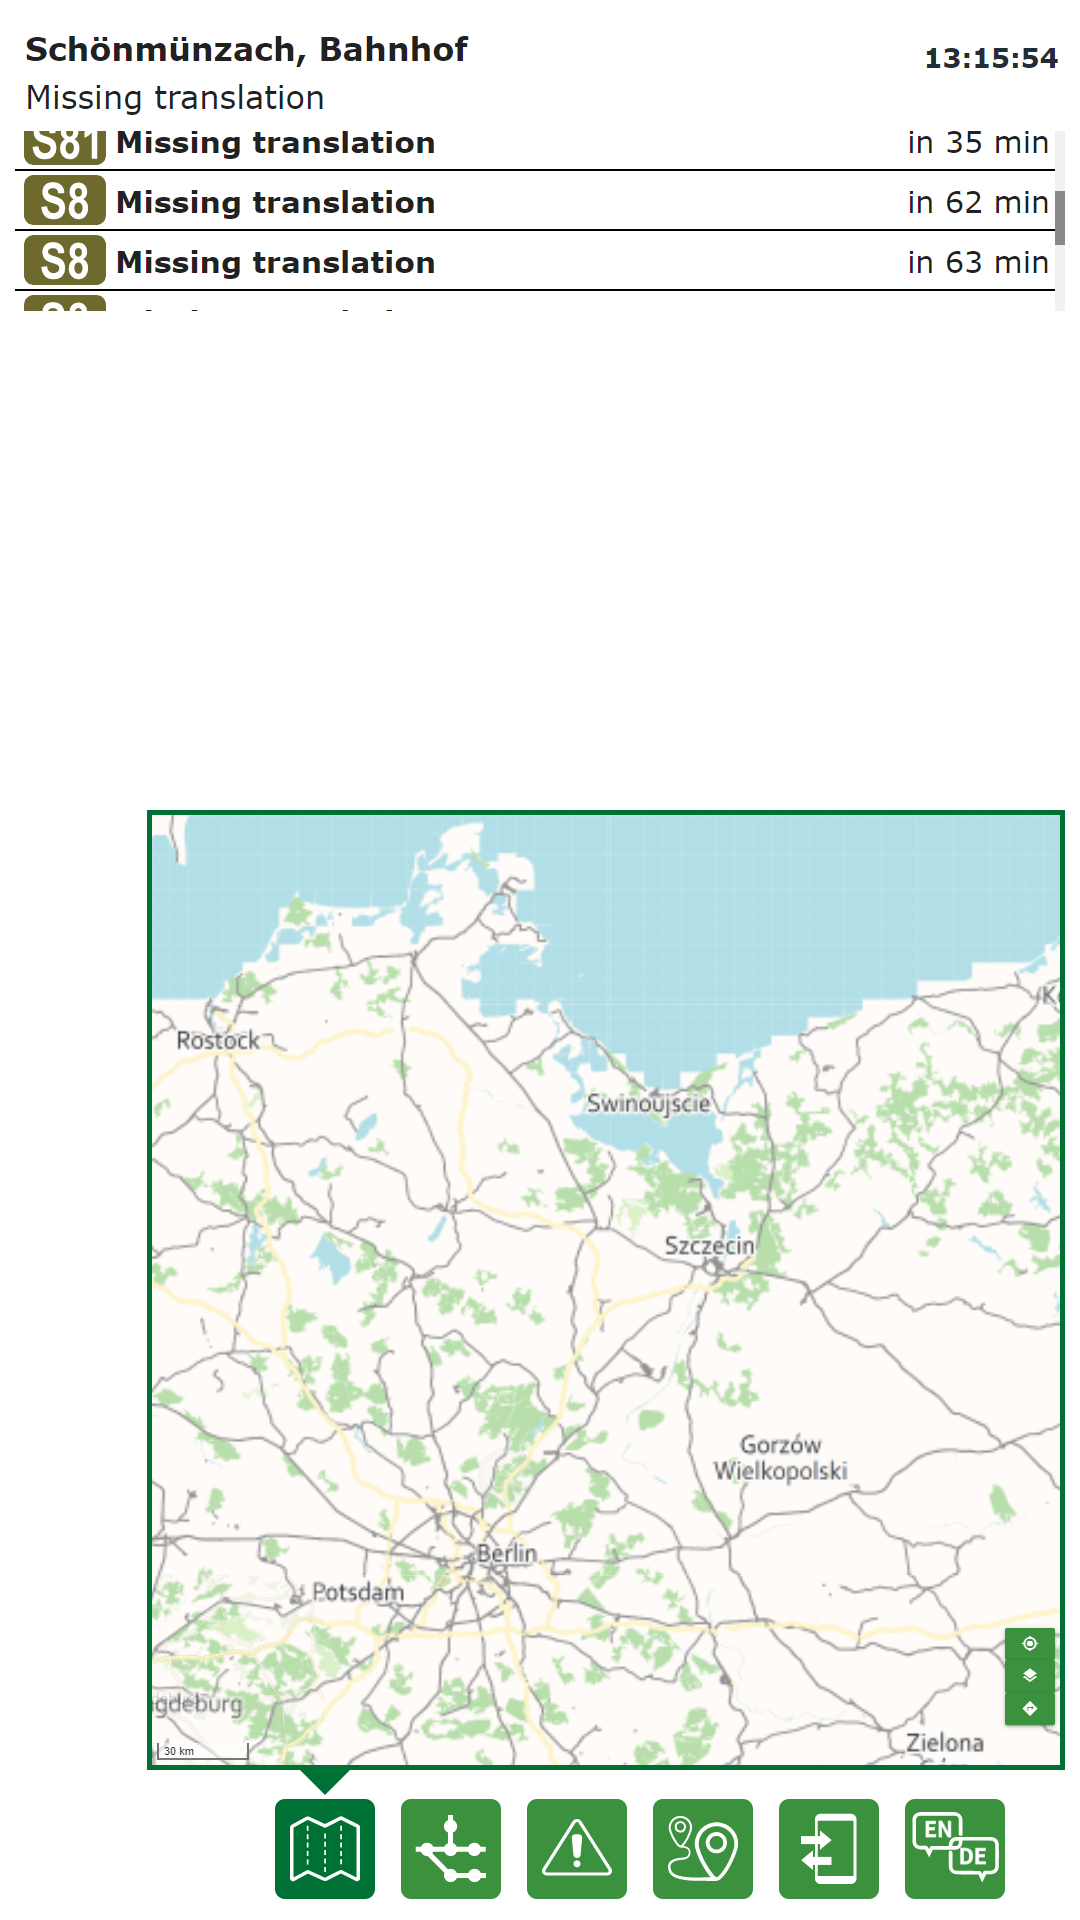 Schönmünzach, Bahnhof
13:15:54
Missing translation
S81 Missing translation in 35 min
S8 Missing translation in 62 min
S8 Missing translation in 63 min
Rostock
Świnoujście
Szczecin
Gorzów
Wielkopolski
Berlin
Potsdam
gdeburg
Zielona
30 km
EN
DE